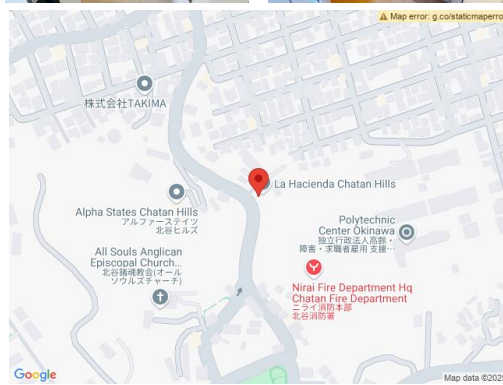 Map error: g.co/staticmaperro
株式会社TAKIMA
La Hacienda Chatan Hills
Alpha States Chatan Hills
アルファーステイツ
北谷ヒルズ
Polytechnic
Center Okinawa
独立行政法人高齢・
障害・求職者雇用 支援…
All Souls Anglican
Episcopal Church...
北谷諸魂教会(オール
ソウルズチャーチ)
Nirai Fire Department Hq
Chatan Fire Department
ニライ消防本部
北谷消防署
Google
Map data ©202